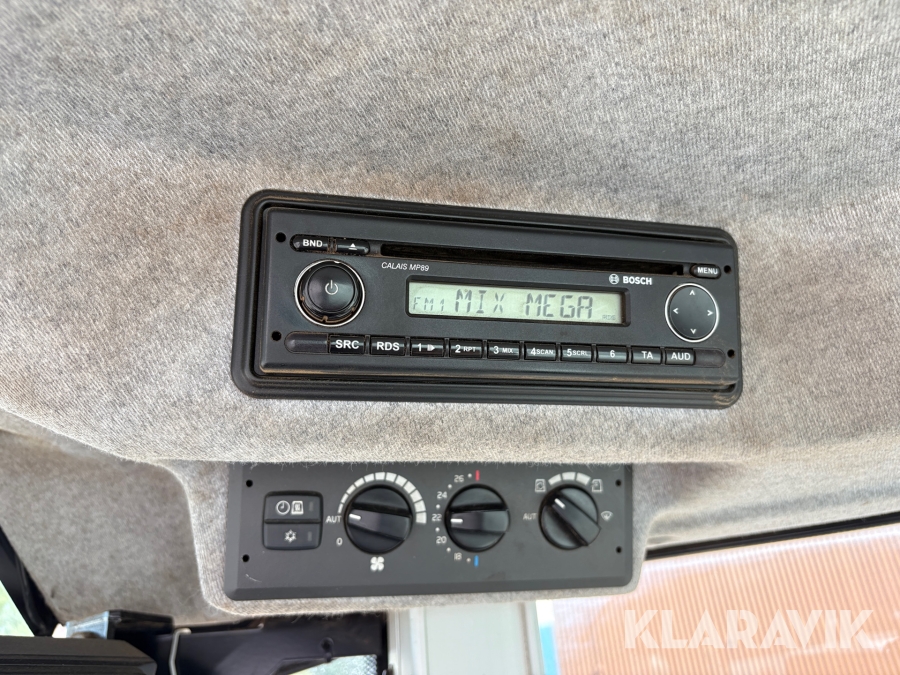 BND
CALAIS MP89
BOSCH
MENU
FM1 MIX MEGA RDS
SRC RDS 1 2 RPT 3 MIX 4 SCAN 5 SCRL 6 TA AUD
26
24
AUT 22 AUT
20
0 18
KLARAVIK